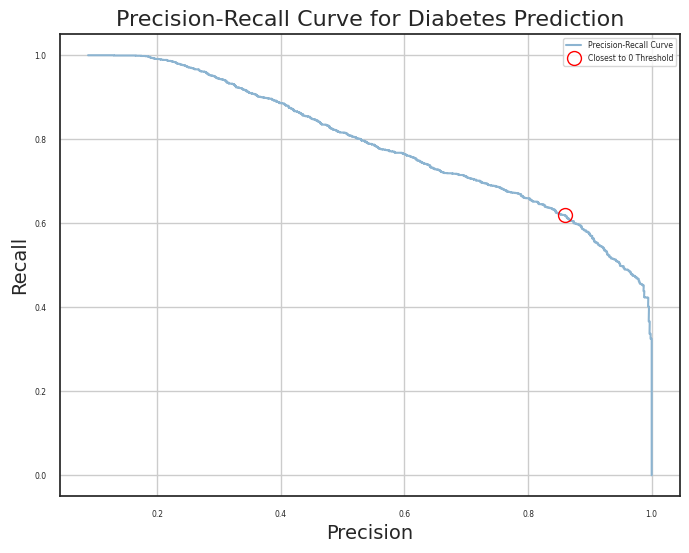 Precision-Recall Curve for Diabetes Prediction
Precision-Recall Curve
Closest to 0 Threshold
1.0
0.8
0.6
0.4
0.2
0.0
Recall
0.2 0.4 0.6 0.8 1.0
Precision